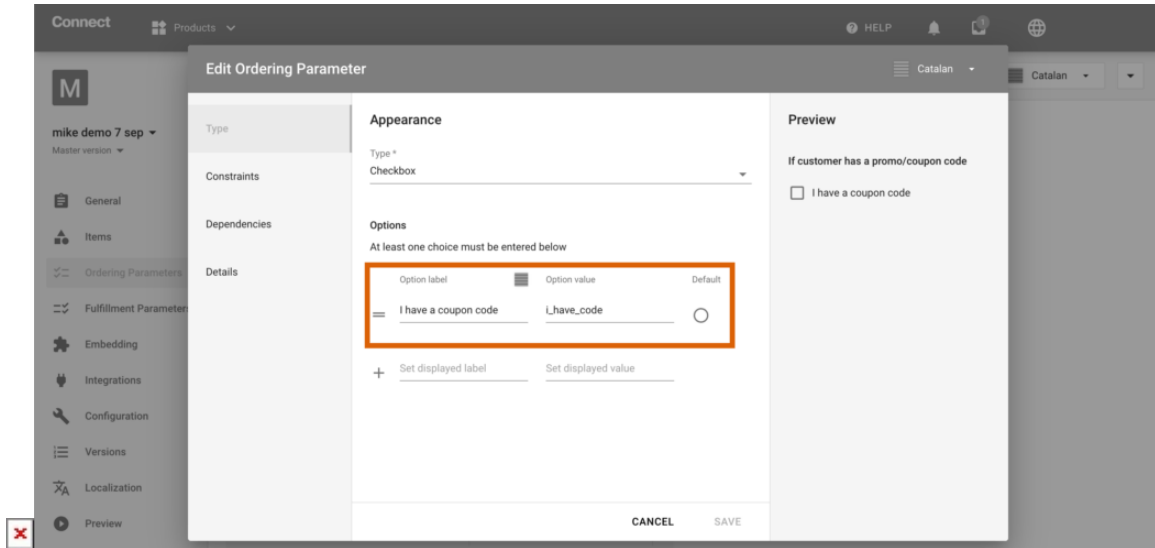 Connect
Products
HELP
1
Edit Ordering Parameter
Catalan
Catalan
M
mike demo 7 sep
Master version
General
Items
Ordering Parameters
Fulfillment Parameter
Embedding
Integrations
Configuration
Versions
Localization
Preview
Type
Constraints
Dependencies
Details
Appearance
Type *
Checkbox
Options
At least one choice must be entered below
Option label Option value Default
I have a coupon code i_have_code
Set displayed label Set displayed value
CANCEL SAVE
Preview
If customer has a promo/coupon code
I have a coupon code